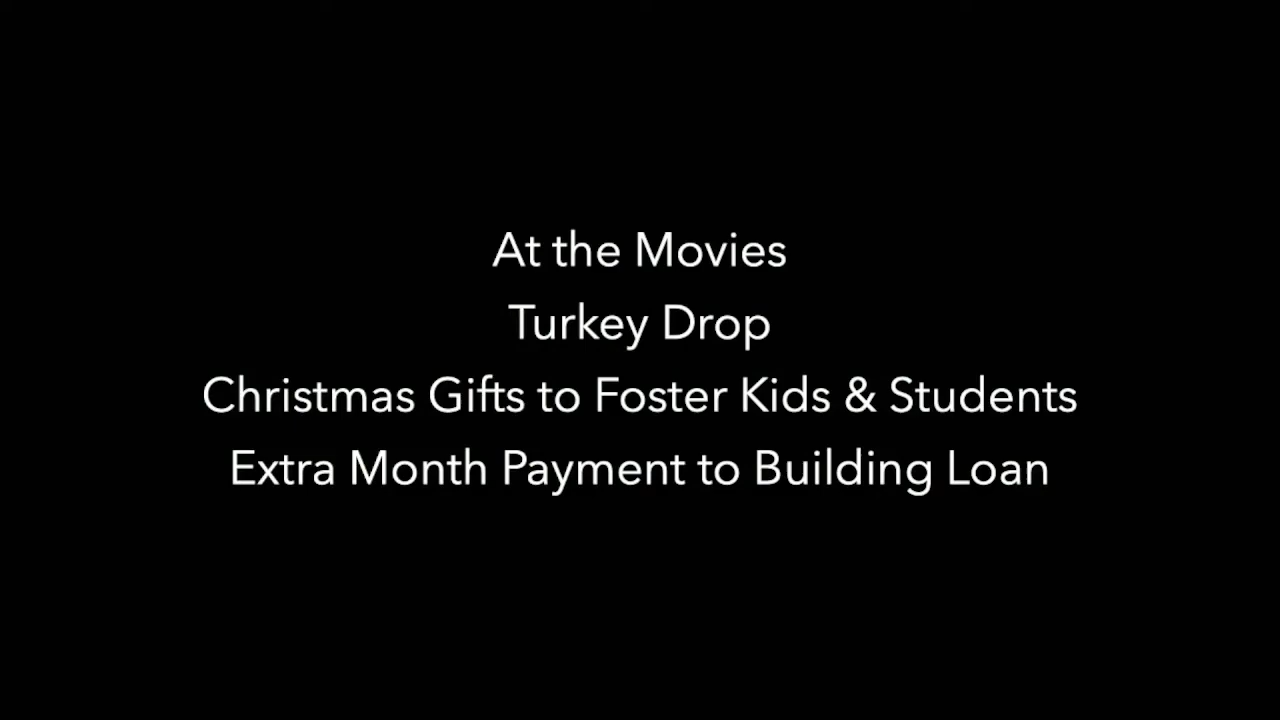 At the Movies
Turkey Drop
Christmas Gifts to Foster Kids & Students
Extra Month Payment to Building Loan